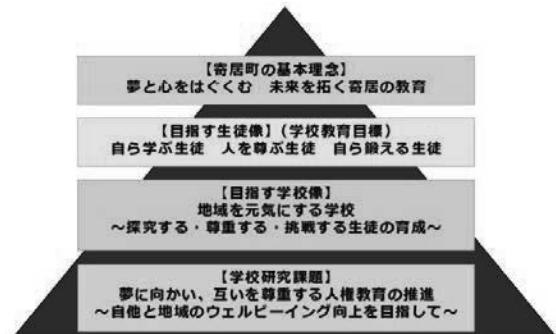 【寄居町の基本理念】
夢と心をはぐくむ　未来を拓く寄居の教育
【目指す生徒像】（学校教育目標）
自ら学ぶ生徒　人を尊ぶ生徒　自ら鍛える生徒
【目指す学校像】
地域を元気にする学校
～探究する・尊重する・挑戦する生徒の育成～
【学校研究課題】
夢に向かい、互いを尊重する人権教育の推進
～自他と地域のウェルビーイング向上を目指して～